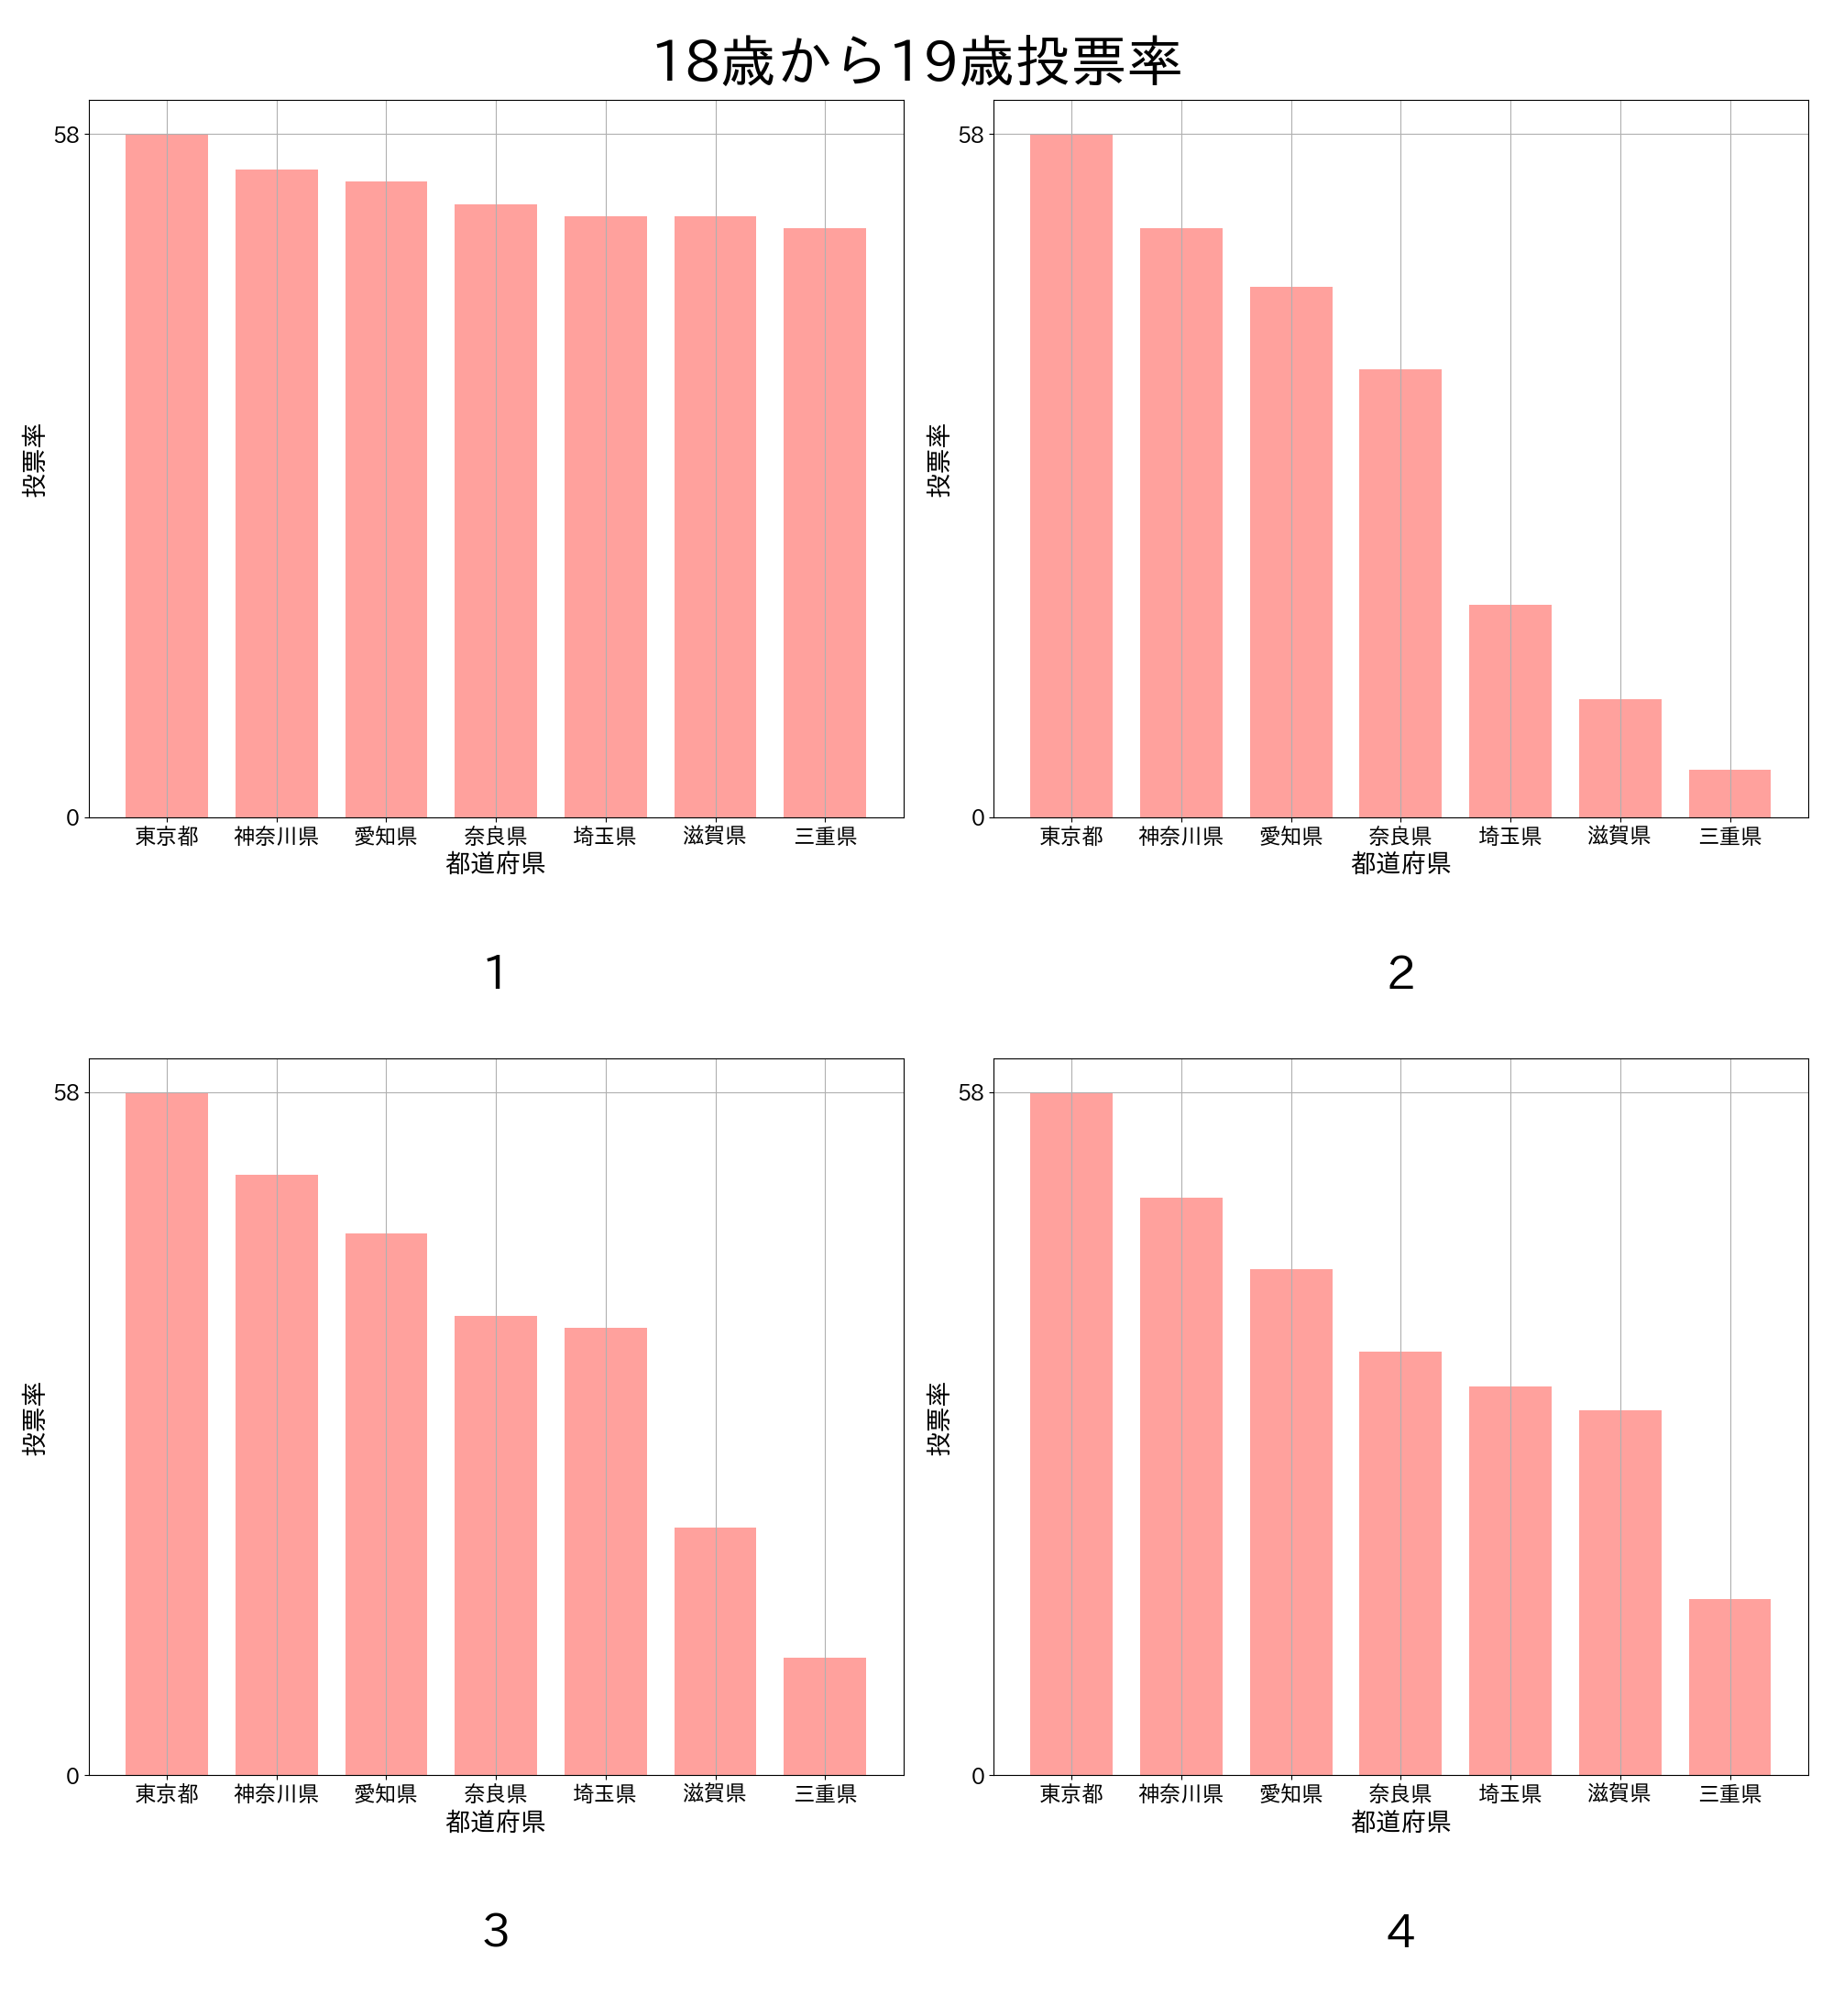 18歳から19歳投票率
58
0
投票率
東京都 神奈川県 愛知県 奈良県 埼玉県 滋賀県 三重県
都道府県
1
58
0
投票率
東京都 神奈川県 愛知県 奈良県 埼玉県 滋賀県 三重県
都道府県
2
58
0
投票率
東京都 神奈川県 愛知県 奈良県 埼玉県 滋賀県 三重県
都道府県
3
58
0
投票率
東京都 神奈川県 愛知県 奈良県 埼玉県 滋賀県 三重県
都道府県
4